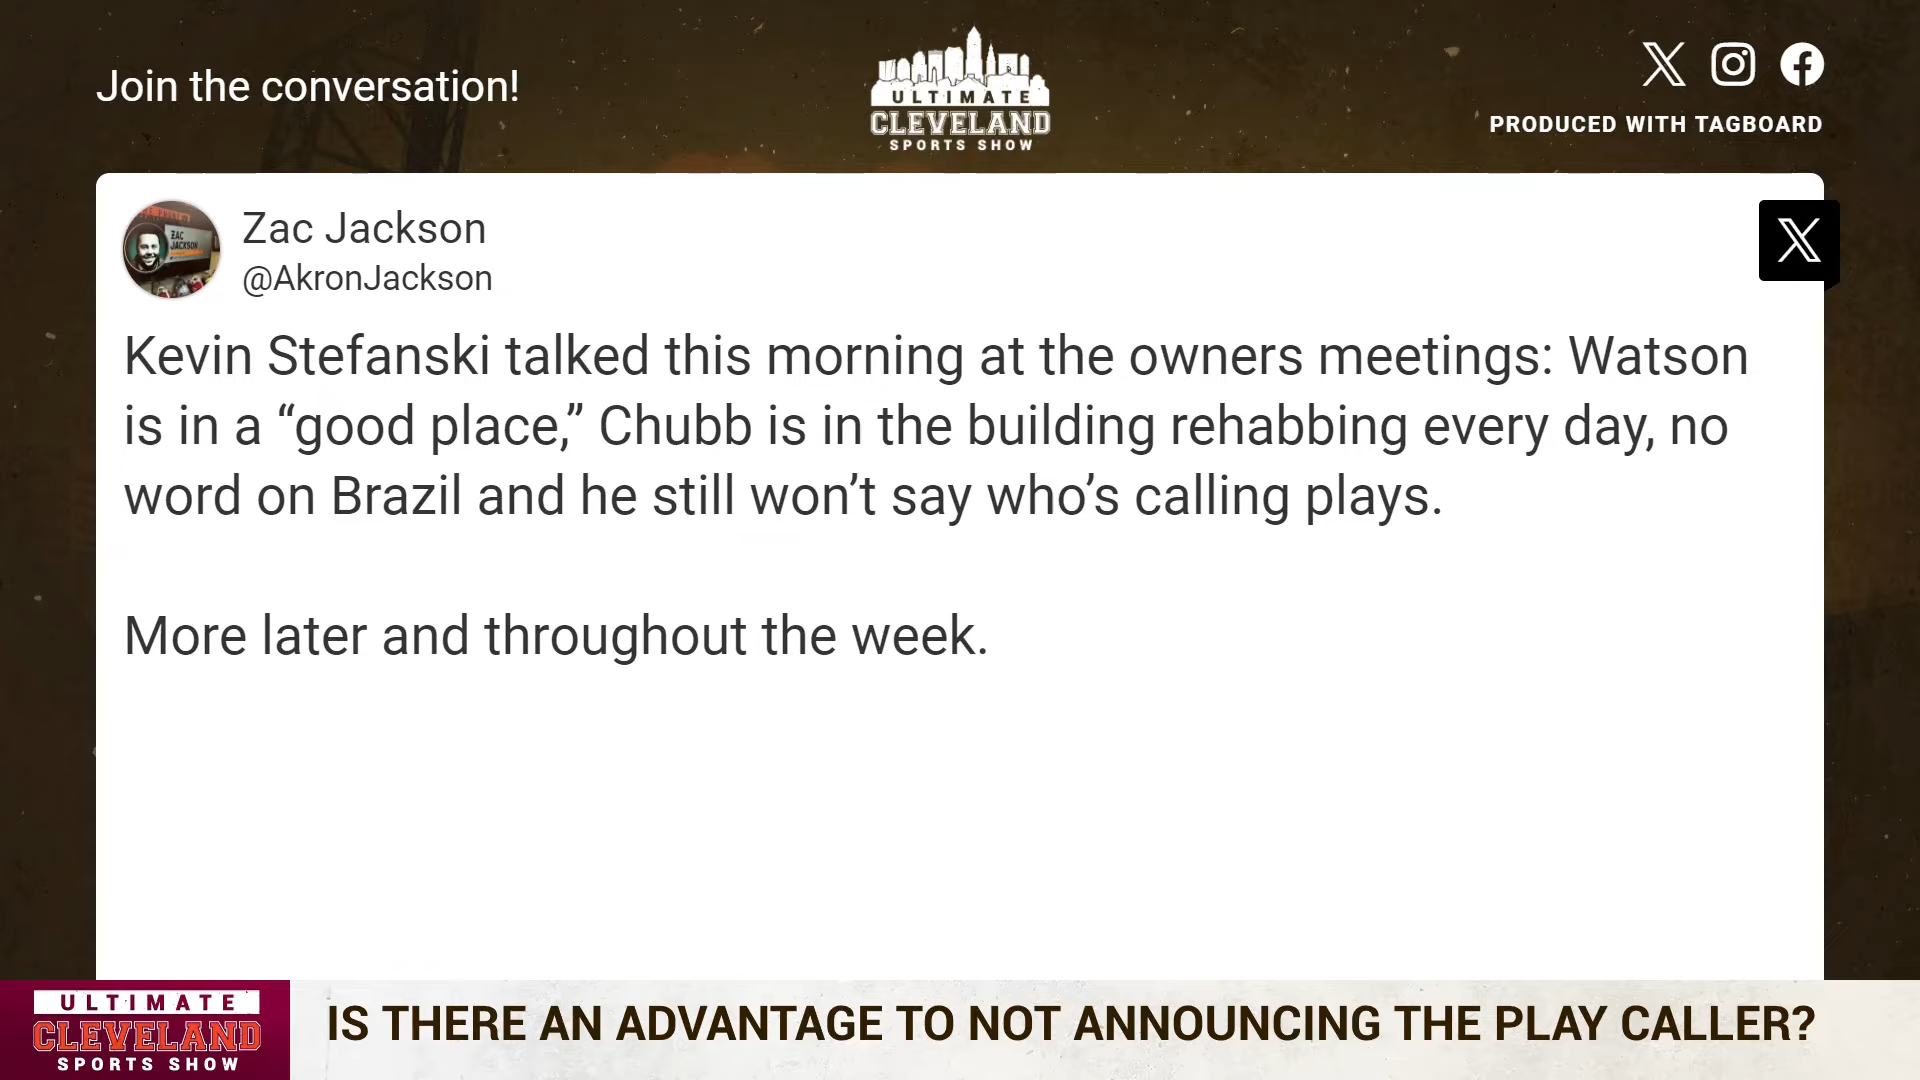 Join the conversation!
ULTIMATE
CLEVELAND
SPORTS SHOW
PRODUCED WITH TAGBOARD
ZAC
JACKSON
Zac Jackson
@AkronJackson
Kevin Stefanski talked this morning at the owners meetings: Watson
is in a “good place,” Chubb is in the building rehabbing every day, no
word on Brazil and he still won’t say who’s calling plays.
More later and throughout the week.
ULTIMATE
CLEVELAND
SPORTS SHOW
IS THERE AN ADVANTAGE TO NOT ANNOUNCING THE PLAY CALLER?